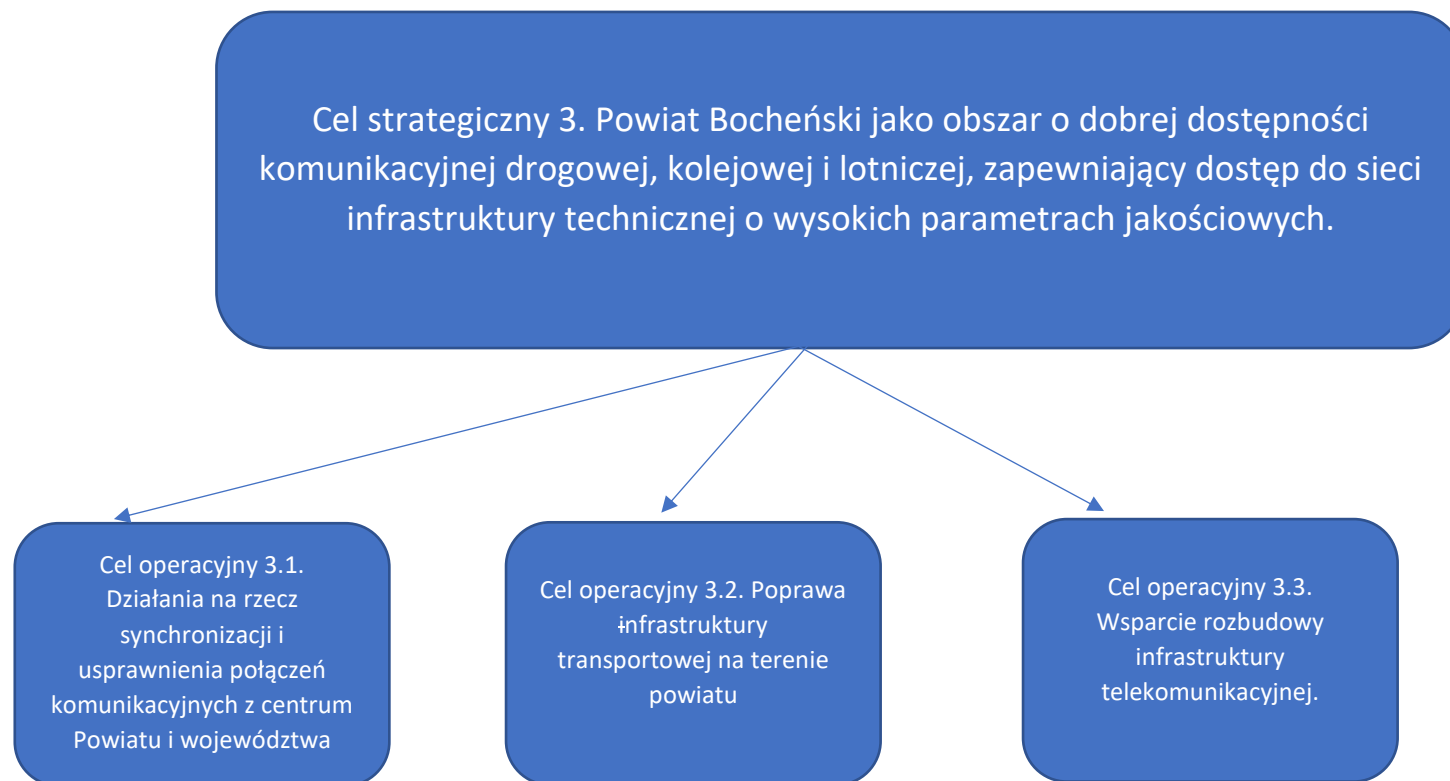 Cel strategiczny 3. Powiat Bocheński jako obszar o dobrej dostępności
komunikacyjnej drogowej, kolejowej i lotniczej, zapewniający dostęp do sieci
infrastruktury technicznej o wysokich parametrach jakościowych.
Cel operacyjny 3.1.
Działania na rzecz
synchronizacji i
usprawnienia połączeń
komunikacyjnych z centrum
Powiatu i województwa
Cel operacyjny 3.2. Poprawa
infrastruktury
transportowej na terenie
powiatu
Cel operacyjny 3.3.
Wsparcie rozbudowy
infrastruktury
telekomunikacyjnej.